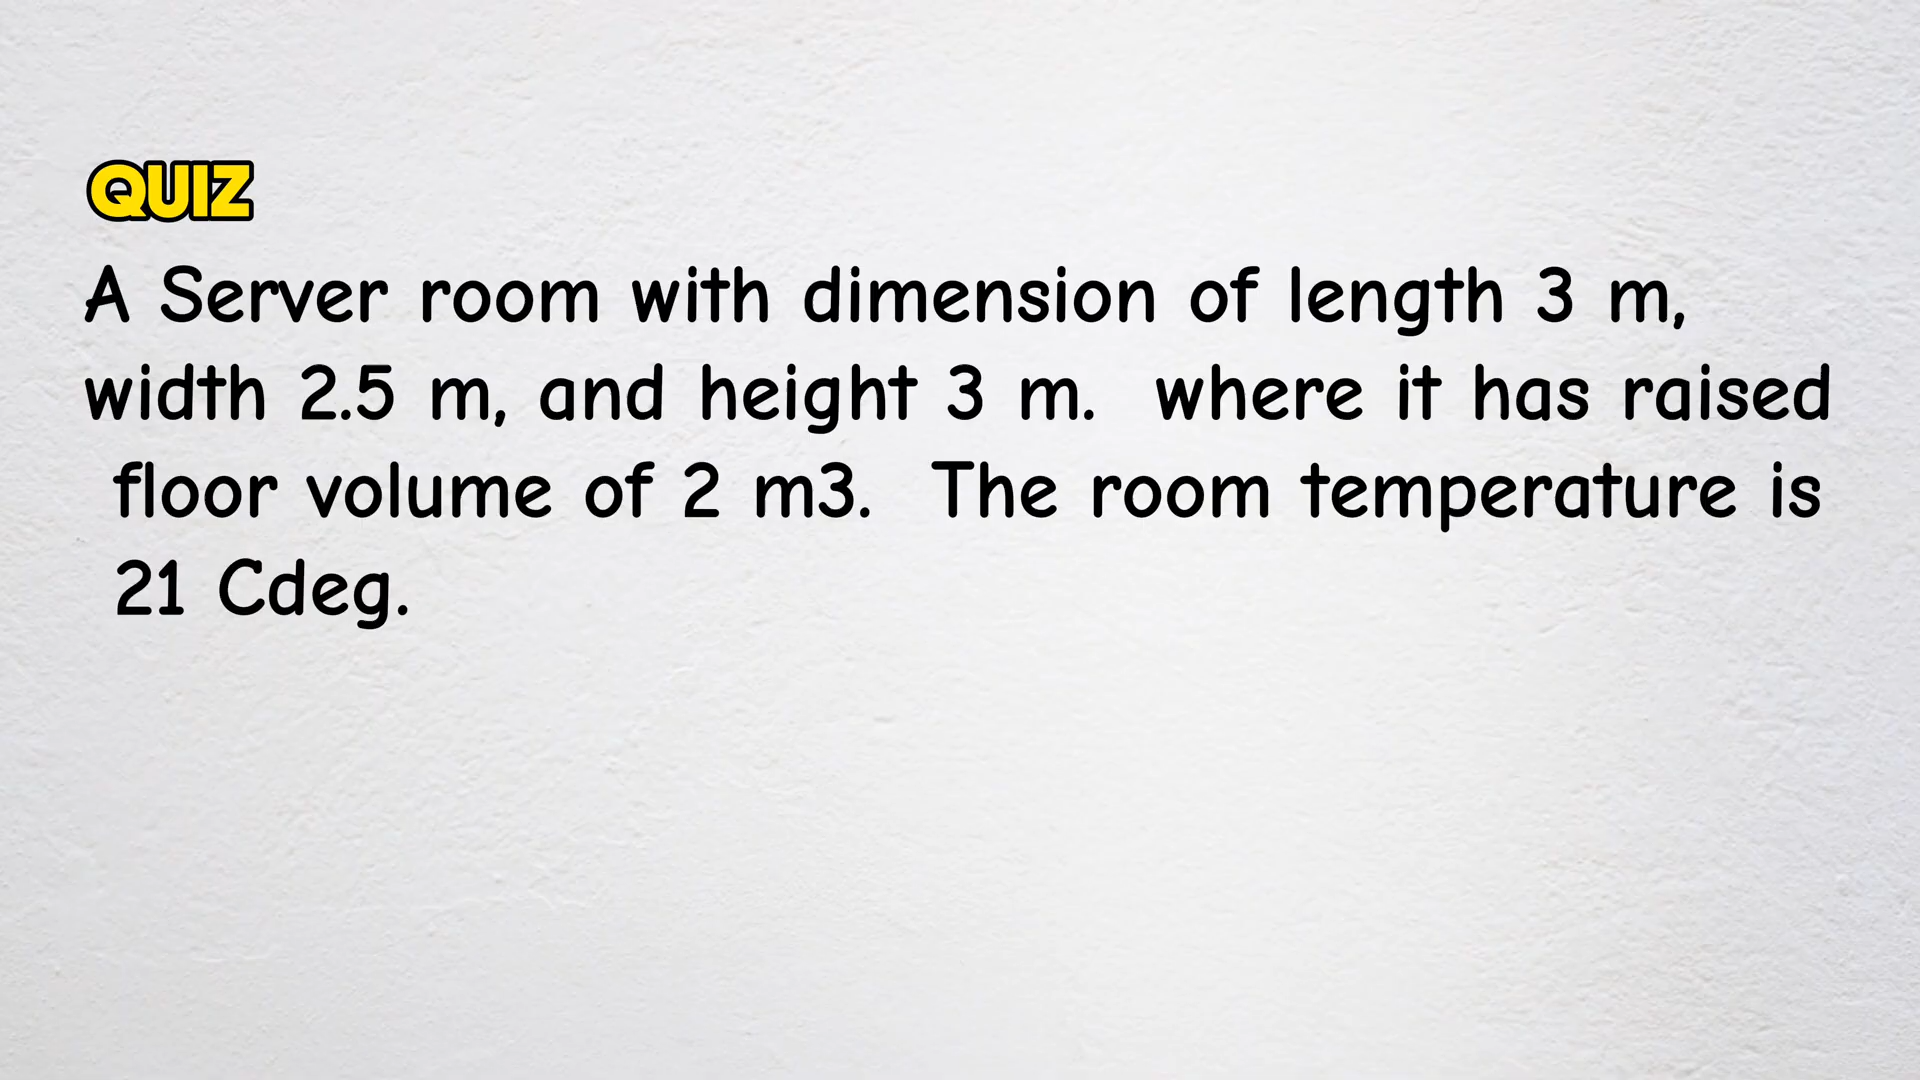 QUIZ
A Server room with dimension of length 3 m,
width 2.5 m, and height 3 m. where it has raised
floor volume of 2 m3. The room temperature is
21 Cdeg.